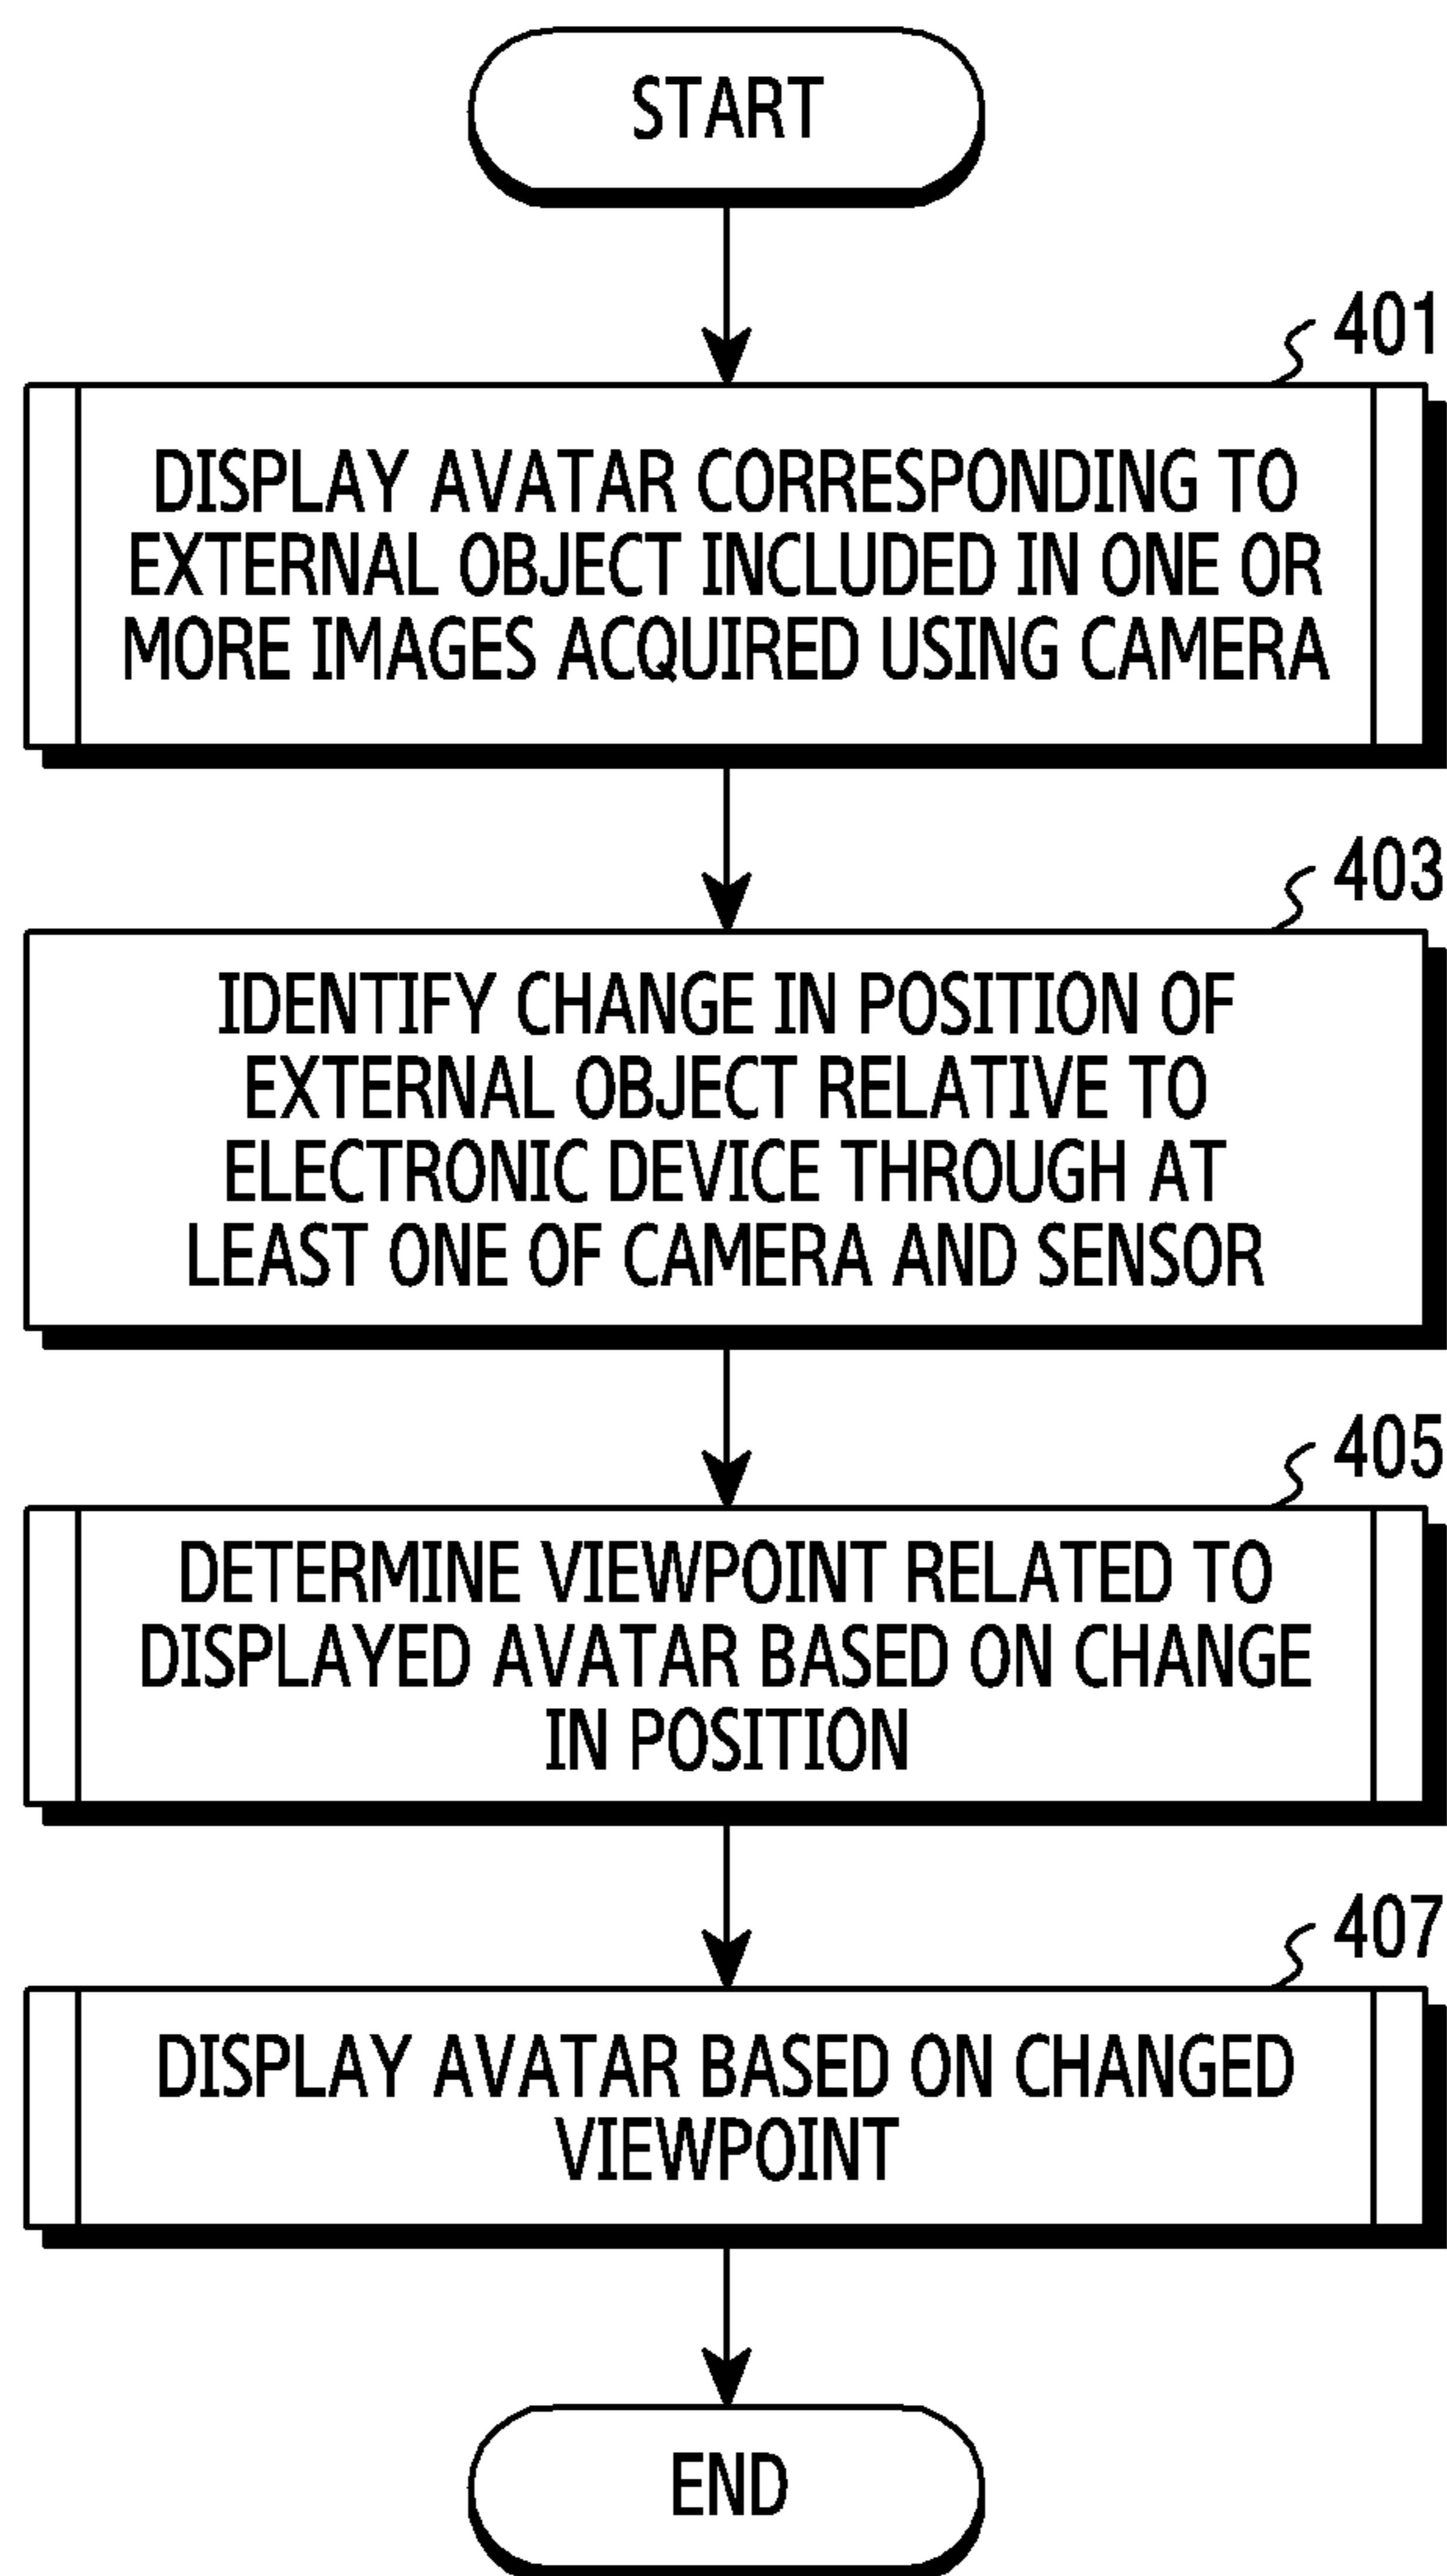 START
401
DISPLAY AVATAR CORRESPONDING TO
EXTERNAL OBJECT INCLUDED IN ONE OR
MORE IMAGES ACQUIRED USING CAMERA
403
IDENTIFY CHANGE IN POSITION OF
EXTERNAL OBJECT RELATIVE TO
ELECTRONIC DEVICE THROUGH AT
LEAST ONE OF CAMERA AND SENSOR
405
DETERMINE VIEWPOINT RELATED TO
DISPLAYED AVATAR BASED ON CHANGE
IN POSITION
407
DISPLAY AVATAR BASED ON CHANGED
VIEWPOINT
END